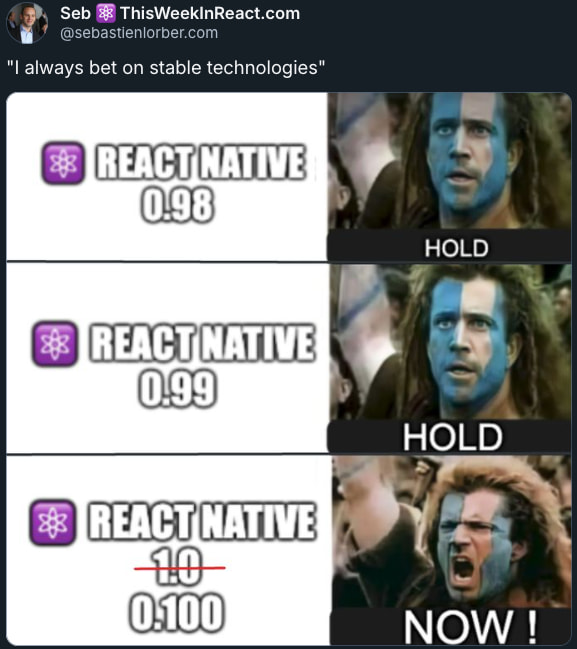 Seb ⚛️ ThisWeekInReact.com
@sebastienlorber.com
"I always bet on stable technologies"
REACT NATIVE
0.98
HOLD
REACT NATIVE
0.99
HOLD
REACT NATIVE
1.0
0.100
NOW !